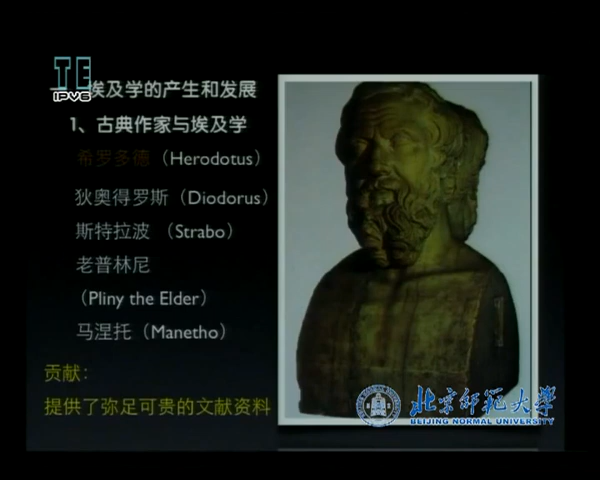 TE
IPV6
埃及学的产生和发展
1、古典作家与埃及学
希罗多德（Herodotus）
狄奥得罗斯（Diodorus）
斯特拉波 （Strabo）
老普林尼
（Pliny the Elder）
马涅托（Manetho）
贡献：
提供了弥足可贵的文献资料
北京师范大学
BEIJING NORMAL UNIVERSITY